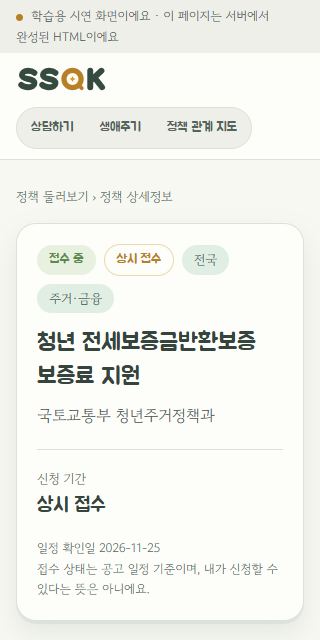 학습용 시연 화면이에요 · 이 페이지는 서버에서
완성된 HTML이에요
SSOK
상담하기 생애주기 정책 관계 지도
정책 둘러보기 › 정책 상세정보
접수 중 상시 접수 전국
주거·금융
청년 전세보증금반환보증
보증료 지원
국토교통부 청년주거정책과
신청 기간
상시 접수
일정 확인일 2026-11-25
접수 상태는 공고 일정 기준이며, 내가 신청할 수
있다는 뜻은 아니에요.